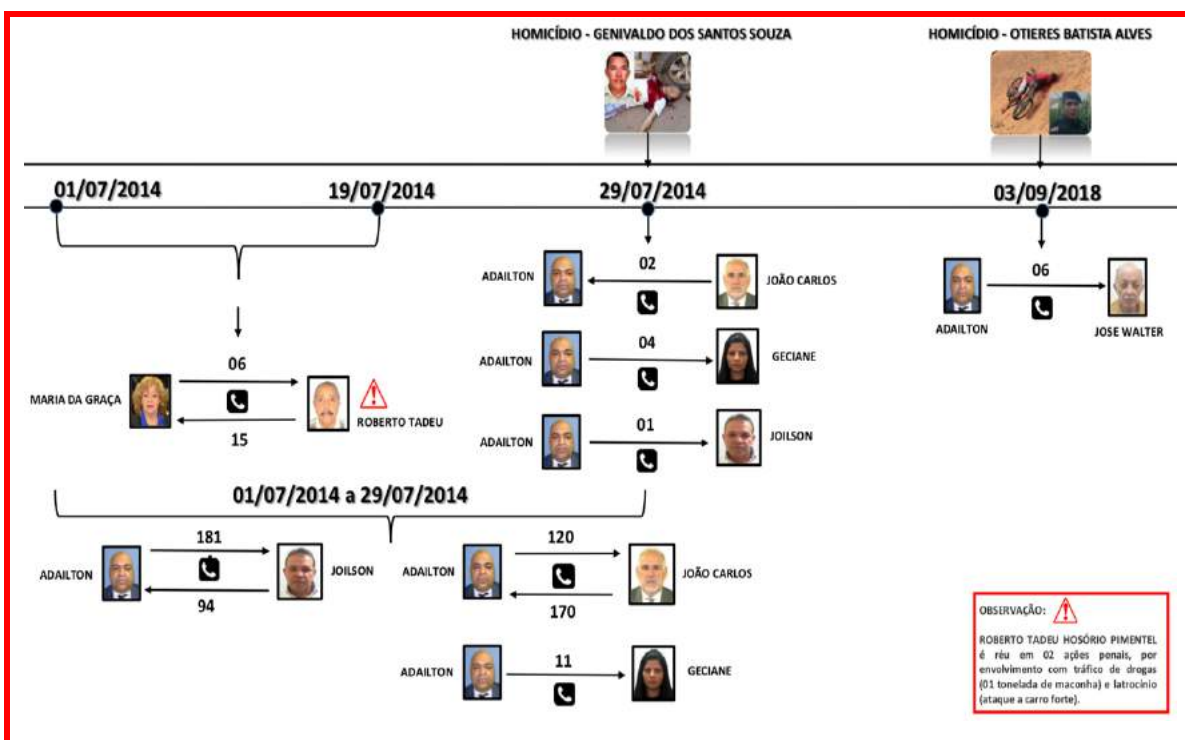 HOMICÍDIO - GENIVALDO DOS SANTOS SOUZA
HOMICÍDIO - OTIERES BATISTA ALVES
01/07/2014
19/07/2014
29/07/2014
03/09/2018
ADAILTON
02
JOÃO CARLOS
ADAILTON
06
JOSE WALTER
ADAILTON
04
GECIANE
MARIA DA GRAÇA
06
15
ROBERTO TADEU
ADAILTON
01
JOILSON
01/07/2014 a 29/07/2014
ADAILTON
181
94
JOILSON
ADAILTON
120
170
JOÃO CARLOS
ADAILTON
11
GECIANE
OBSERVAÇÃO:
ROBERTO TADEU HOSÓRIO PIMENTEL
é réu em 02 ações penais, por
envolvimento com tráfico de drogas
(01 tonelada de maconha) e latrocínio
(ataque a carro forte).